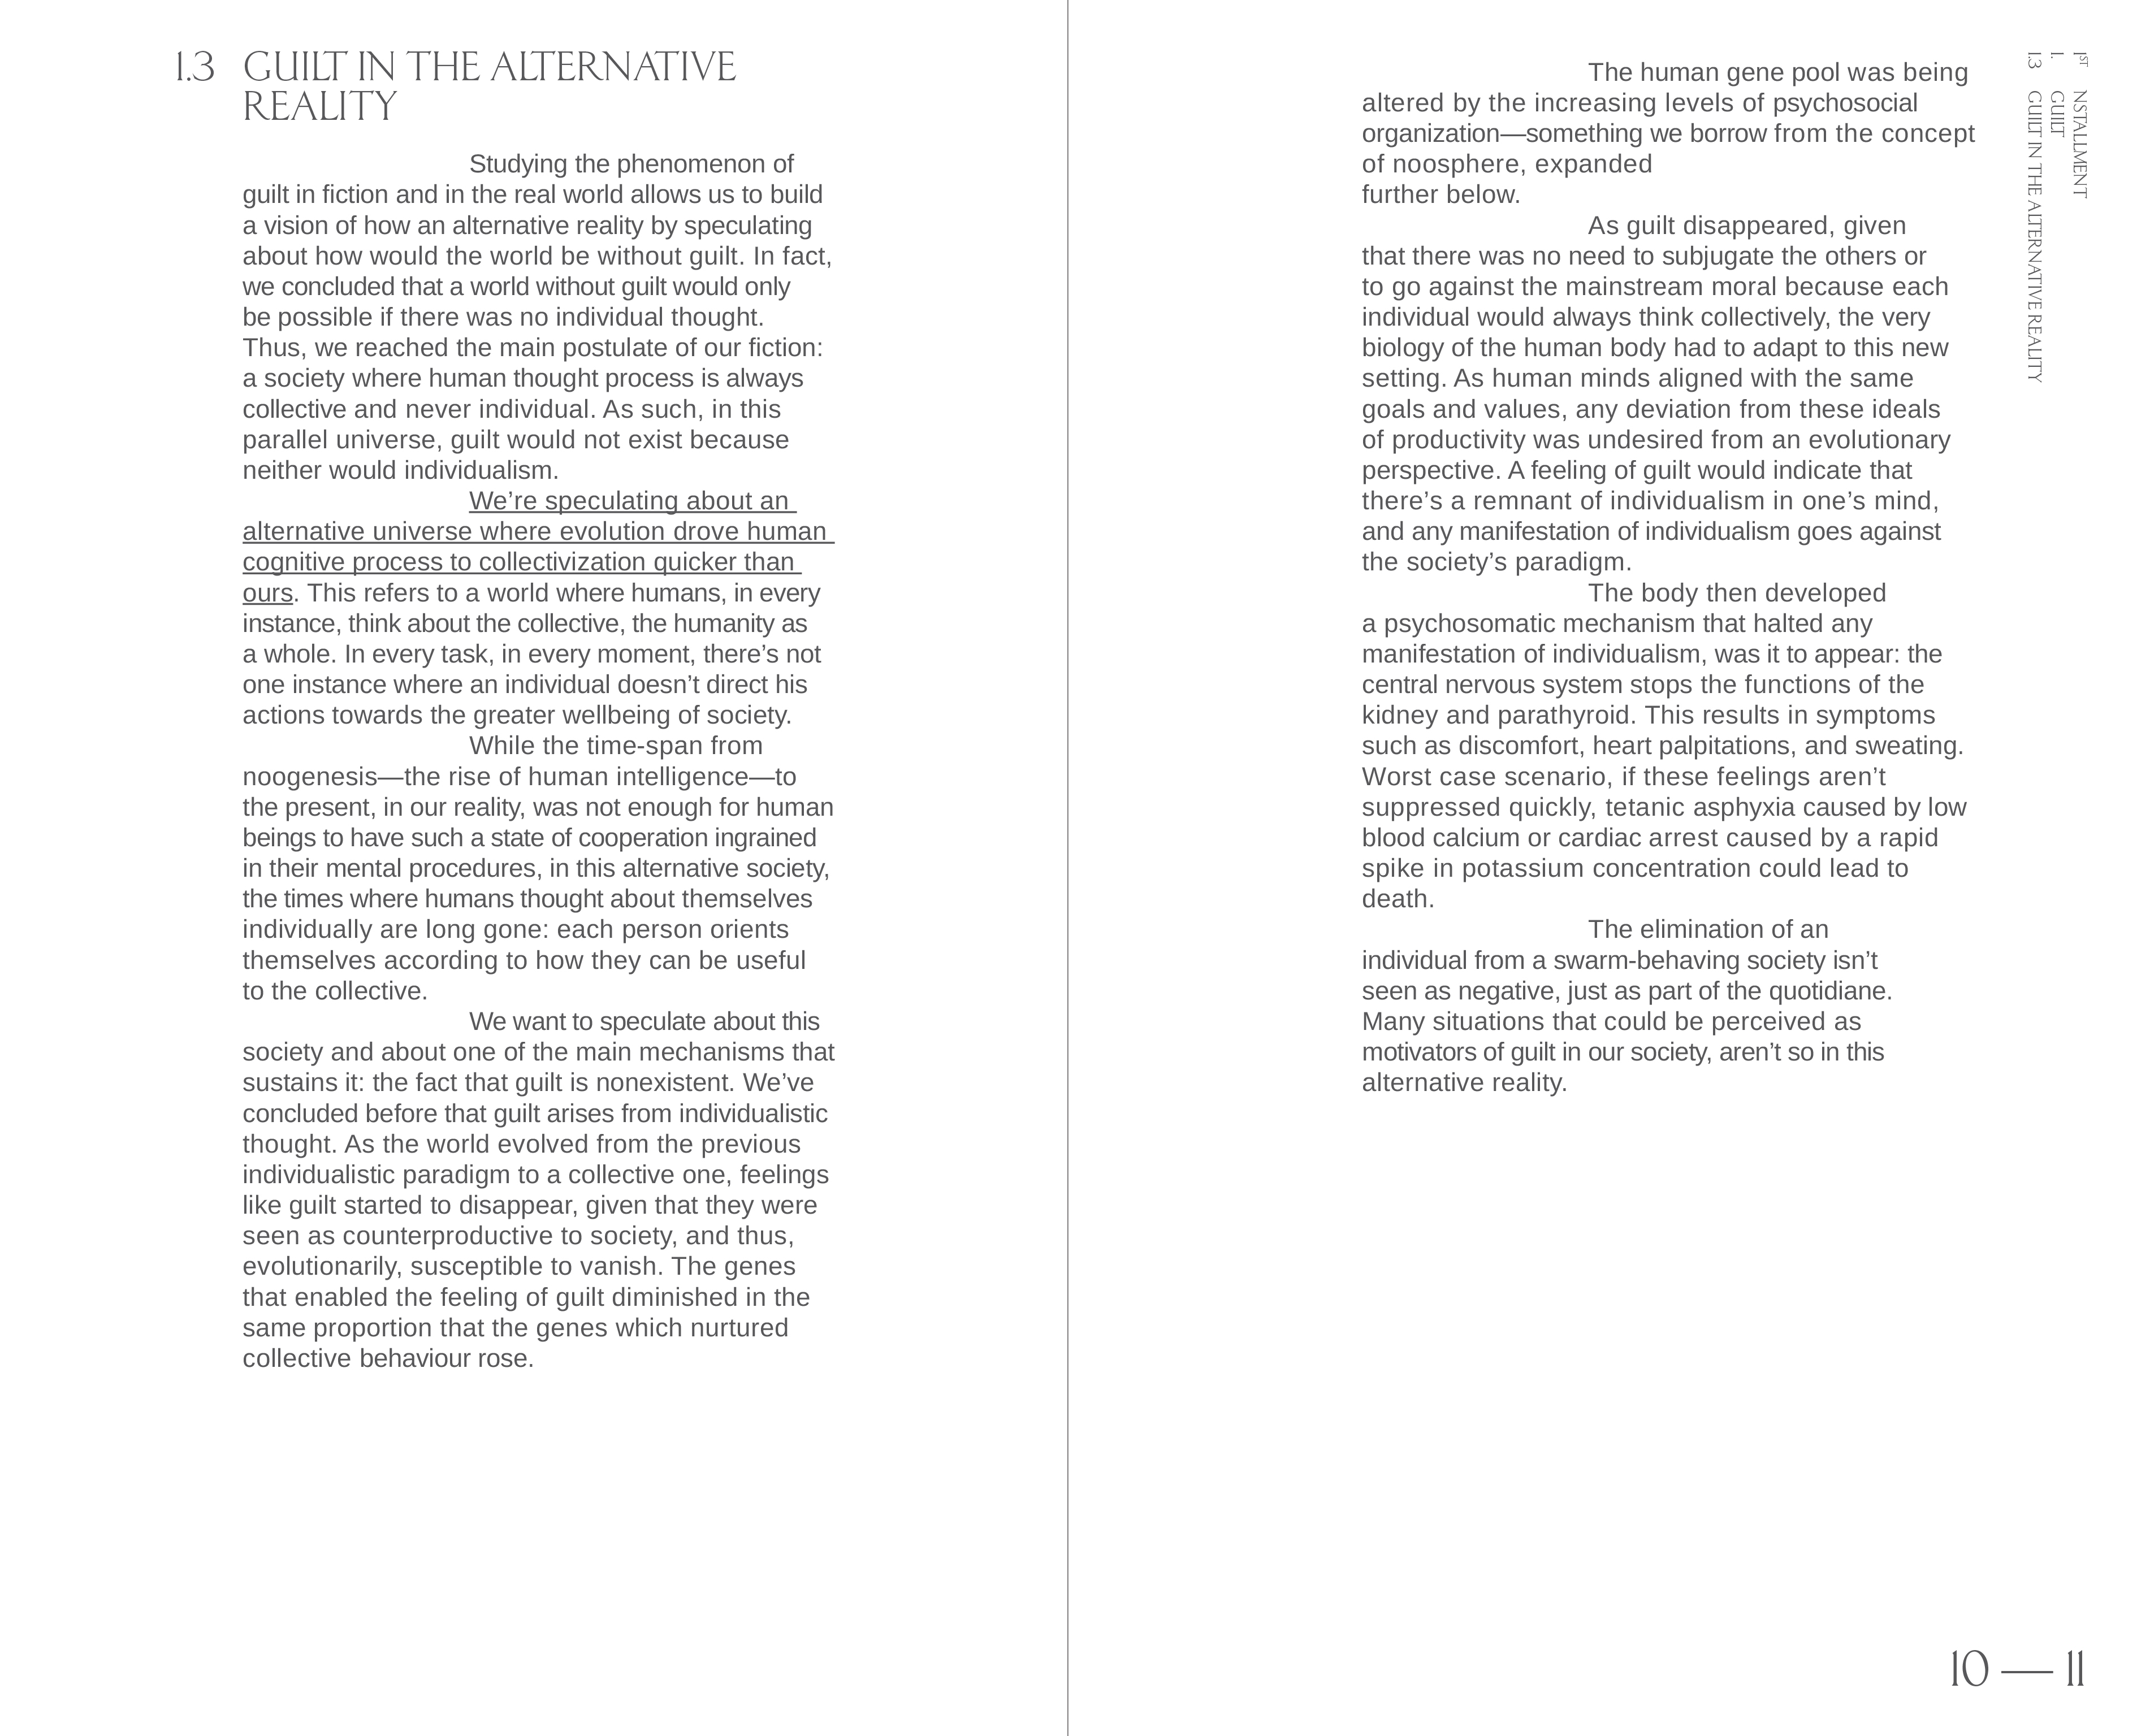 1.3 GUILT IN THE ALTERNATIVE
REALITY
Studying the phenomenon of
guilt in fiction and in the real world allows us to build
a vision of how an alternative reality by speculating
about how would the world be without guilt. In fact,
we concluded that a world without guilt would only
be possible if there was no individual thought.
Thus, we reached the main postulate of our fiction:
a society where human thought process is always
collective and never individual. As such, in this
parallel universe, guilt would not exist because
neither would individualism.
We’re speculating about an
alternative universe where evolution drove human
cognitive process to collectivization quicker than
ours. This refers to a world where humans, in every
instance, think about the collective, the humanity as
a whole. In every task, in every moment, there’s not
one instance where an individual doesn’t direct his
actions towards the greater wellbeing of society.
While the time-span from
noogenesis—the rise of human intelligence—to
the present, in our reality, was not enough for human
beings to have such a state of cooperation ingrained
in their mental procedures, in this alternative society,
the times where humans thought about themselves
individually are long gone: each person orients
themselves according to how they can be useful
to the collective.
We want to speculate about this
society and about one of the main mechanisms that
sustains it: the fact that guilt is nonexistent. We’ve
concluded before that guilt arises from individualistic
thought. As the world evolved from the previous
individualistic paradigm to a collective one, feelings
like guilt started to disappear, given that they were
seen as counterproductive to society, and thus,
evolutionarily, susceptible to vanish. The genes
that enabled the feeling of guilt diminished in the
same proportion that the genes which nurtured
collective behaviour rose.
The human gene pool was being
altered by the increasing levels of psychosocial
organization—something we borrow from the concept
of noosphere, expanded
further below.
As guilt disappeared, given
that there was no need to subjugate the others or
to go against the mainstream moral because each
individual would always think collectively, the very
biology of the human body had to adapt to this new
setting. As human minds aligned with the same
goals and values, any deviation from these ideals
of productivity was undesired from an evolutionary
perspective. A feeling of guilt would indicate that
there’s a remnant of individualism in one’s mind,
and any manifestation of individualism goes against
the society’s paradigm.
The body then developed
a psychosomatic mechanism that halted any
manifestation of individualism, was it to appear: the
central nervous system stops the functions of the
kidney and parathyroid. This results in symptoms
such as discomfort, heart palpitations, and sweating.
Worst case scenario, if these feelings aren’t
suppressed quickly, tetanic asphyxia caused by low
blood calcium or cardiac arrest caused by a rapid
spike in potassium concentration could lead to
death.
The elimination of an
individual from a swarm-behaving society isn’t
seen as negative, just as part of the quotidiane.
Many situations that could be perceived as
motivators of guilt in our society, aren’t so in this
alternative reality.
1ST NSTALLMENT
1. GUILT
1.3 GUILT IN THE ALTERNATIVE REALITY
10 — 11